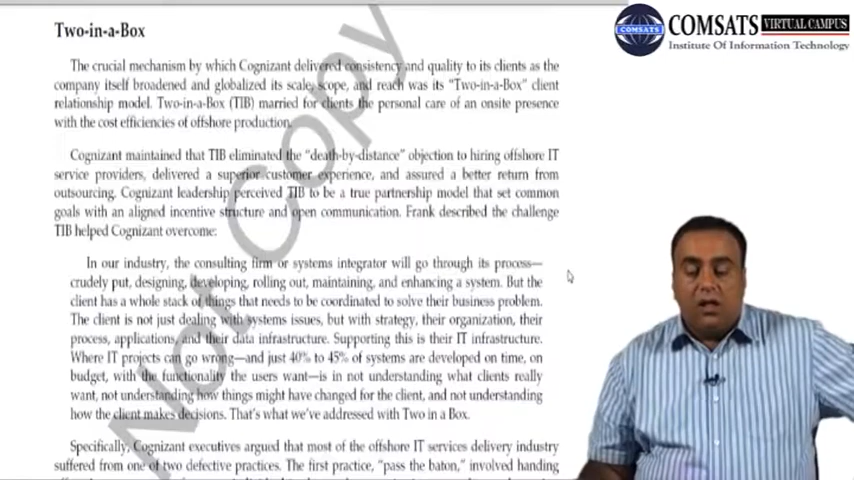 Two-in-a-Box
COMSATS VIRTUAL CAMPUS
Institute Of Information Technology
The crucial mechanism by which Cognizant delivered consistency and quality to its clients as the
company itself broadened and globalized its scale, scope, and reach was its "Two-in-a-Box" client
relationship model. Two-in-a-Box (TIB) married for clients the personal care of an onsite presence
with the cost efficiencies of offshore production.
Cognizant maintained that TIB eliminated the "death-by-distance" objection to hiring offshore IT
service providers, delivered a superior customer experience, and assured a better return from
outsourcing. Cognizant leadership perceived TIB to be a true partnership model that set common
goals with an aligned incentive structure and open communication. Frank described the challenge
TIB helped Cognizant overcome:
In our industry, the consulting firm or systems integrator will go through its process—
crudely put, designing, developing, rolling out, maintaining, and enhancing a system. But the
client has a whole stack of things that needs to be coordinated to solve their business problem.
The client is not just dealing with systems issues, but with strategy, their organization, their
process, applications, and their data infrastructure. Supporting this is their IT infrastructure.
Where IT projects can go wrong—and just 40% to 45% of systems are developed on time, on
budget, with the functionality the users want—is in not understanding what clients really
want, not understanding how things might have changed for the client, and not understanding
how the client makes decisions. That's what we've addressed with Two in a Box.
Specifically, Cognizant executives argued that most of the offshore IT services delivery industry
suffered from one of two defective practices. The first practice, "pass the baton," involved handing
Not Copy